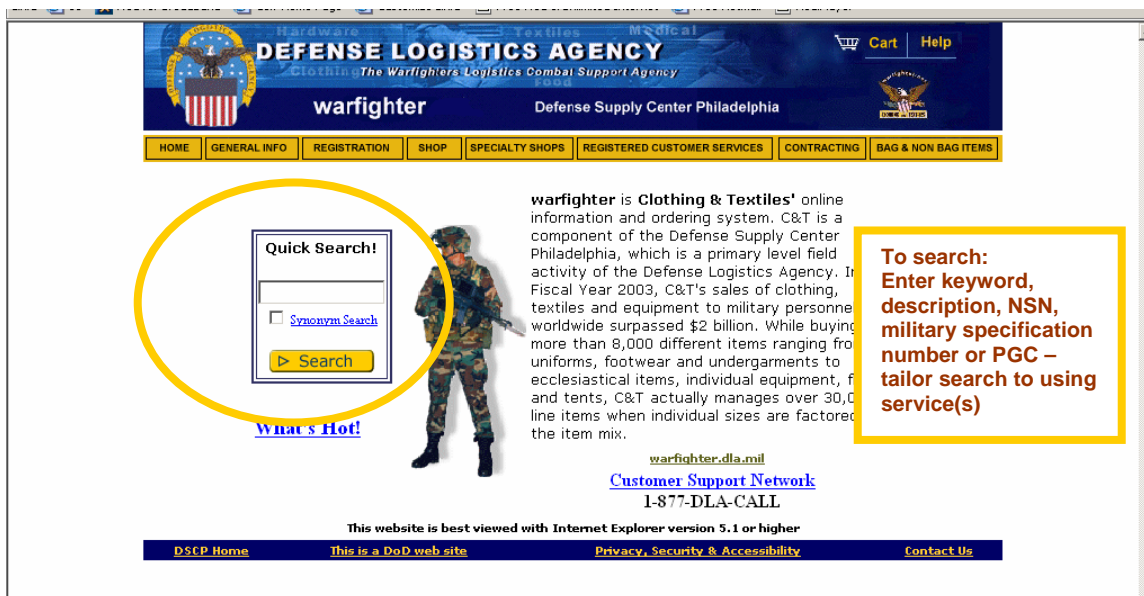 Hardware Textiles Medical
DEFENSE LOGISTICS AGENCY
Clothing The Warfighters Logistics Combat Support Agency
Food
warfighter Defense Supply Center Philadelphia
Cart | Help
HOME GENERAL INFO REGISTRATION SHOP SPECIALTY SHOPS REGISTERED CUSTOMER SERVICES CONTRACTING BAG & NON BAG ITEMS
Quick Search!
Synonym Search
Search
What's Hot!
warfighter is Clothing & Textiles' online
information and ordering system. C&T is a
component of the Defense Supply Center
Philadelphia, which is a primary level field
activity of the Defense Logistics Agency.
Fiscal Year 2003, C&T's sales of clothing,
textiles and equipment to military
worldwide surpassed $2 billion. While buying
more than 8,000 different items ranging
uniforms, footwear and undergarments to
ecclesiastical items, individual equipment,
and tents, C&T actually manages over
line items when individual sizes are factored
the item mix.
To search:
Enter keyword,
description, NSN,
military specification
number or PGC –
tailor search to using
service(s)
warfighter.dla.mil
Customer Support Network
1-877-DLA-CALL
This website is best viewed with Internet Explorer version 5.1 or higher
DSCP Home This is a DoD web site Privacy, Security & Accessibility Contact Us